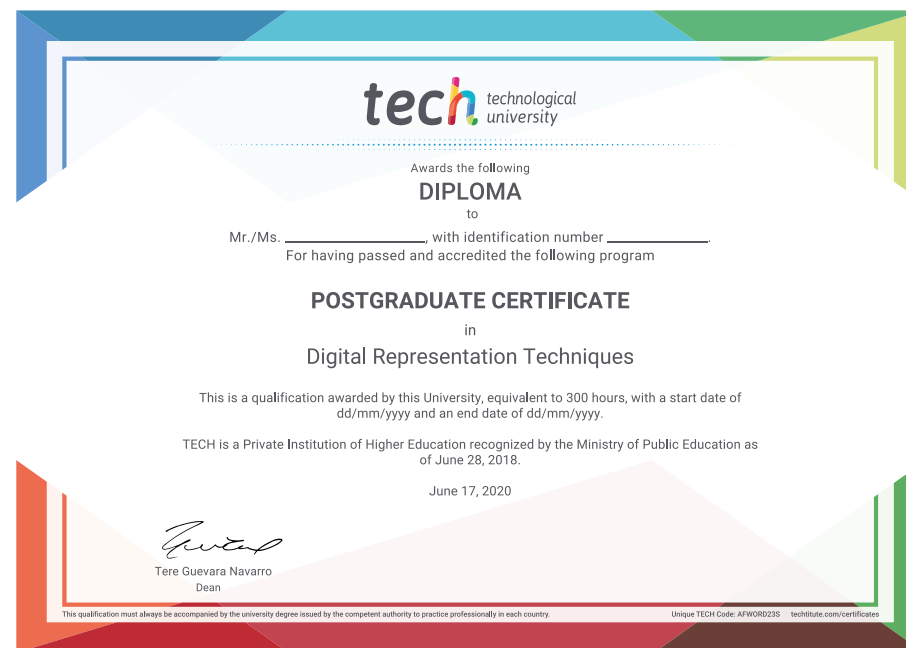 tech technological
university
Awards the following
DIPLOMA
to
Mr./Ms. ____________________, with identification number ______________.
For having passed and accredited the following program
POSTGRADUATE CERTIFICATE
in
Digital Representation Techniques
This is a qualification awarded by this University, equivalent to 300 hours, with a start date of
dd/mm/yyyy and an end date of dd/mm/yyyy.
TECH is a Private Institution of Higher Education recognized by the Ministry of Public Education as
of June 28, 2018.
June 17, 2020
Tere Guevara Navarro
Dean
This qualification must always be accompanied by the university degree issued by the competent authority to practice professionally in each country. Unique TECH Code: AFWORD23S techtitute.com/certificates